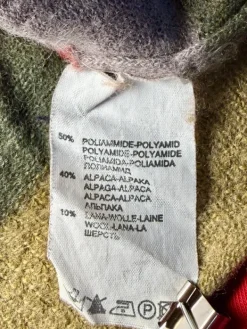 50% POLIAMMIDE-POLYAMID
POLYAMIDE-POLYAMIDE
POLIAMIDA-POLIAMIDA
ПОЛИАМИД
40% ALPACA-ALPAKA
ALPAGA-ALPACA
ALPACA-ALPACA
АЛЬПАКА
10% LANA-WOLLE-LAINE
WOOL-LANA-LA
ШЕРСТЬ